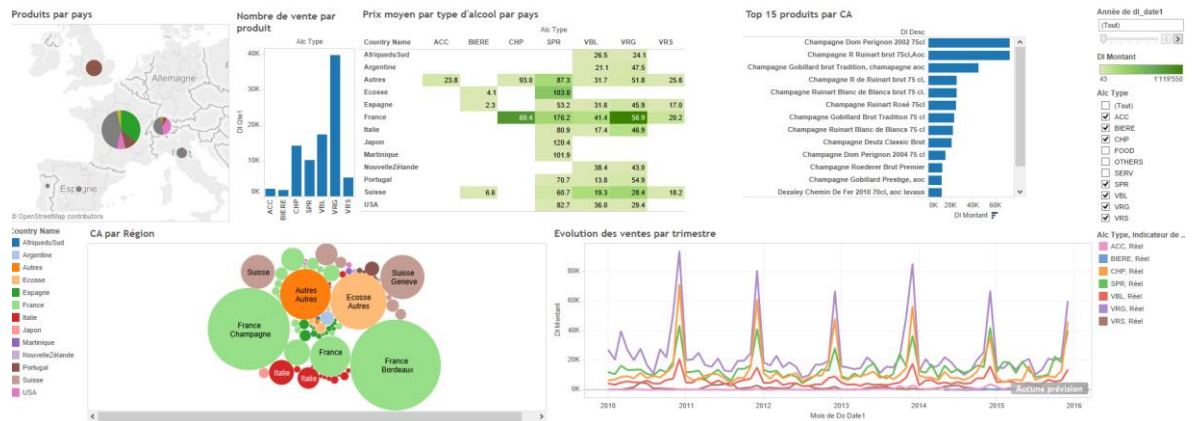 Produits par pays
Allemagne
Espagne
© OpenStreetMap contributors
Nombre de vente par
produit
Alc Type
40K
30K
20K
10K
0K
ACC
BIERE
CHP
SPR
VBL
VRG
VRS
Prix moyen par type d'alcool par pays
Alc Type
Country Name ACC BIERE CHP SPR VBL VRG VRS
AfriqueduSud 26.5 24.1
Argentine 21.1 47.5
Autres 23.8 93.0 87.3 31.7 51.8 25.8
Ecosse 4.1 103.0
Espagne 2.3 53.2 31.6 45.9 17.0
France 69.4 176.2 41.4 56.9 29.2
Italie 80.9 17.4 46.9
Japon 120.4
Martinique 101.9
NouvelleZélande 38.4 43.0
Portugal 70.7 13.8 54.9
Suisse 6.6 60.7 19.3 28.4 18.2
USA 82.7 36.0 29.4
Top 15 produits par CA
DI Desc
Champagne Dom Perignon 2002 75cl
Champagne R Ruinart brut 75cl,Aoc
Champagne Gobillard brut Tradition, chamapagne aoc
Champagne R de Ruinart brut 75 cl,
Champagne Ruinart Blanc de Blancs brut 75 cl.
Champagne Ruinart Rosé 75cl
Champagne Gobillard Brut Tradition 75 cl
Champagne Ruinart Blanc de Blancs 75 cl
Champagne Deutz Classic Brut
Champagne Dom Perignon 2004 75 cl
Champagne Roederer Brut Premier
Champagne Gobillard Prestige, aoc
Dezaley Chemin De Fer 2010 70cl, aoc lavaux
0K 20K 40K 60K
DI Montant
Année de dl_date1
(Tout)
DI Montant
43 1'119'550
Alc Type
(Tout)
ACC
BIERE
CHP
FOOD
OTHERS
SERV
SPR
VBL
VRG
VRS
Country Name
AfriqueduSud
Argentine
Autres
Ecosse
Espagne
France
Italie
Japon
Martinique
NouvelleZélande
Portugal
Suisse
USA
CA par Région
Suisse
Autres
Autres
Ecosse
Autres
Suisse
Geneve
France
Champagne
France
France
Bordeaux
Italie
Italie
Evolution des ventes par trimestre
DI Montant
80K
60K
40K
20K
0K
Aucune prévision
2010 2011 2012 2013 2014 2015 2016
Mois de Do Date1
Alc Type, Indicateur de ..
ACC, Réel
BIERE, Réel
CHP, Réel
SPR, Réel
VBL, Réel
VRG, Réel
VRS, Réel